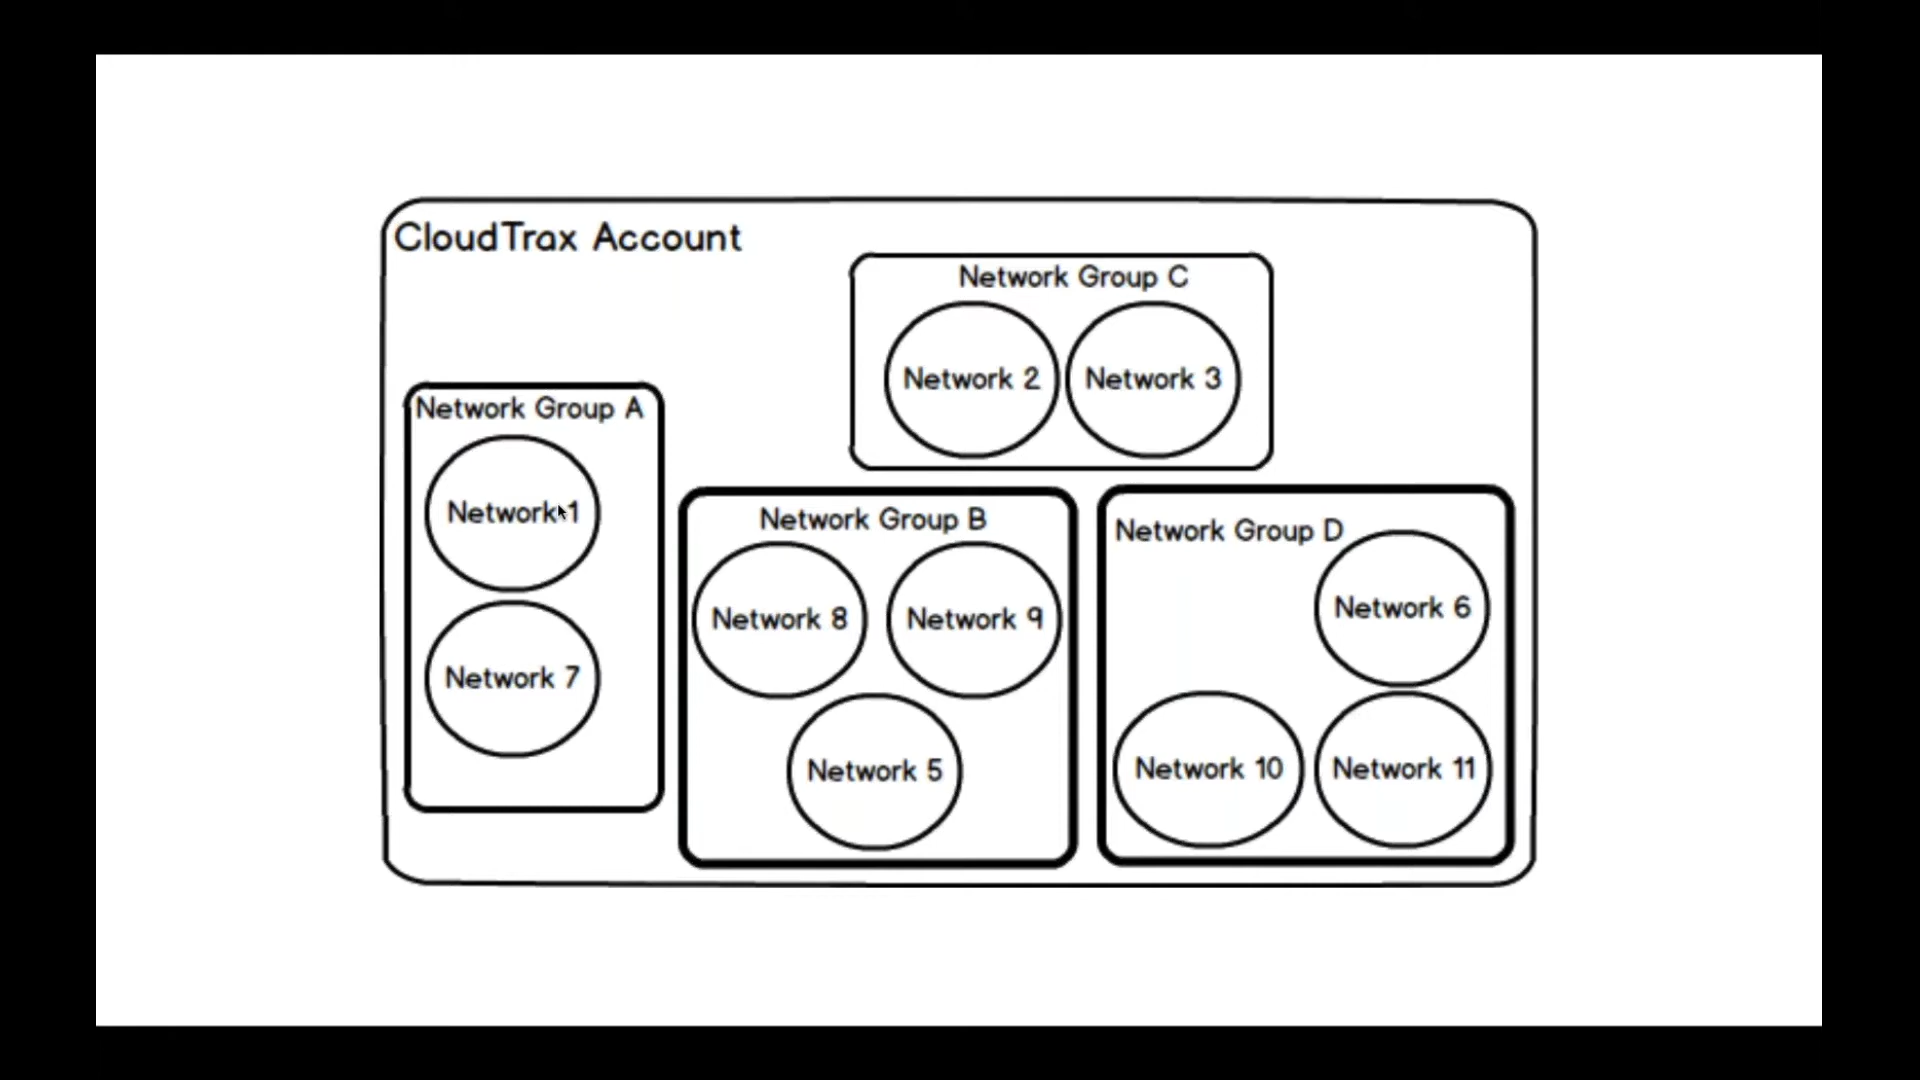 CloudTrax Account
Network Group C
Network 2
Network 3
Network Group A
Network 1
Network 7
Network Group B
Network 8
Network 9
Network 5
Network Group D
Network 6
Network 10
Network 11